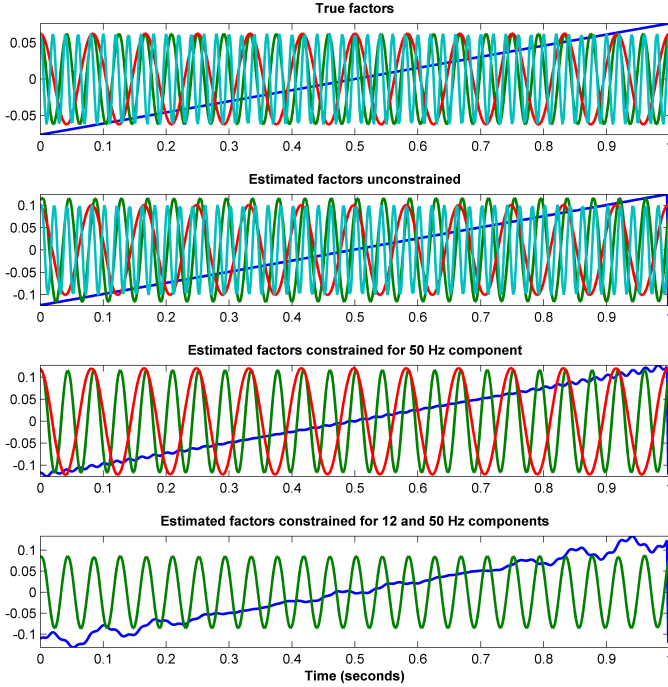 True factors
0.05
0
-0.05
0 0.1 0.2 0.3 0.4 0.5 0.6 0.7 0.8 0.9 1
Estimated factors unconstrained
0.1
0.05
0
-0.05
-0.1
0 0.1 0.2 0.3 0.4 0.5 0.6 0.7 0.8 0.9 1
Estimated factors constrained for 50 Hz component
0.1
0.05
0
-0.05
-0.1
0 0.1 0.2 0.3 0.4 0.5 0.6 0.7 0.8 0.9 1
Estimated factors constrained for 12 and 50 Hz components
0.1
0.05
0
-0.05
-0.1
0 0.1 0.2 0.3 0.4 0.5 0.6 0.7 0.8 0.9 1
Time (seconds)